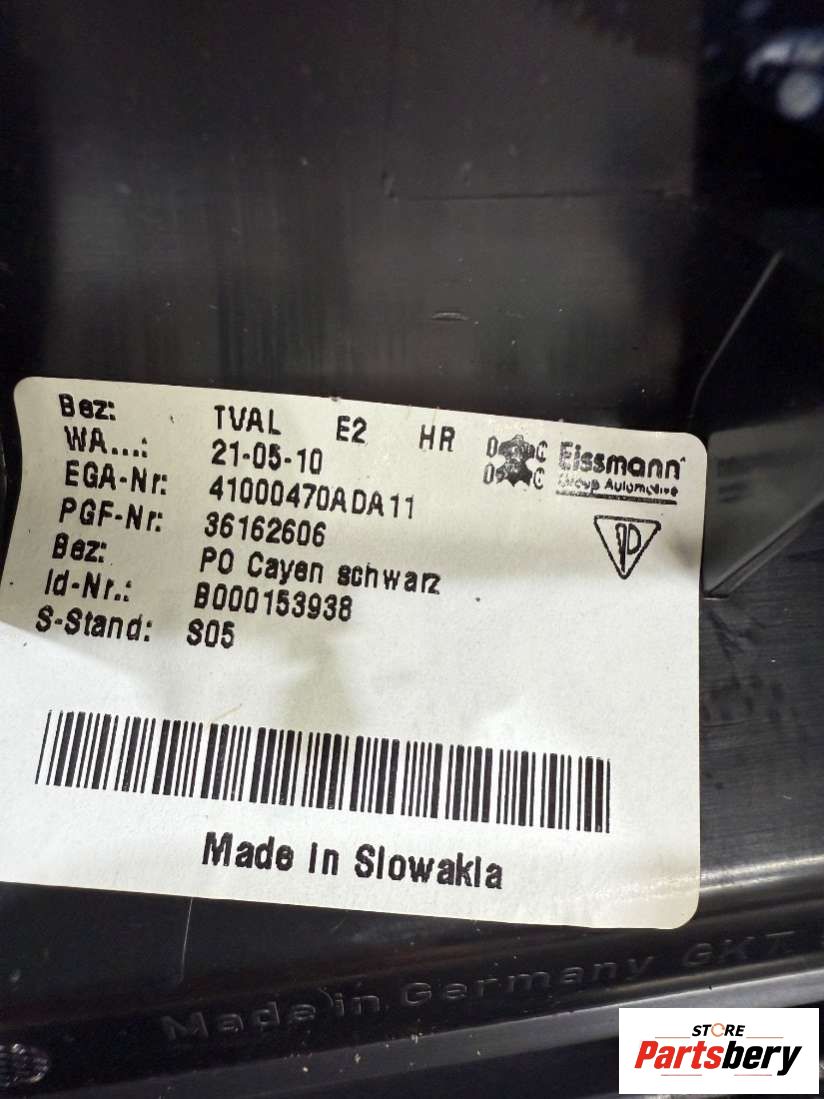 Bez: TVAL E2 HR
WA...: 21-05-10
EGA-Nr: 41000470ADA11
PGF-Nr: 36162606
Bez: PO Cayen schwarz
Id-Nr.: B000153938
S-Stand: S05
Eissmann
Group Automotive
Made in Slowakia
Made in Germany GKT
STORE
Partsbery